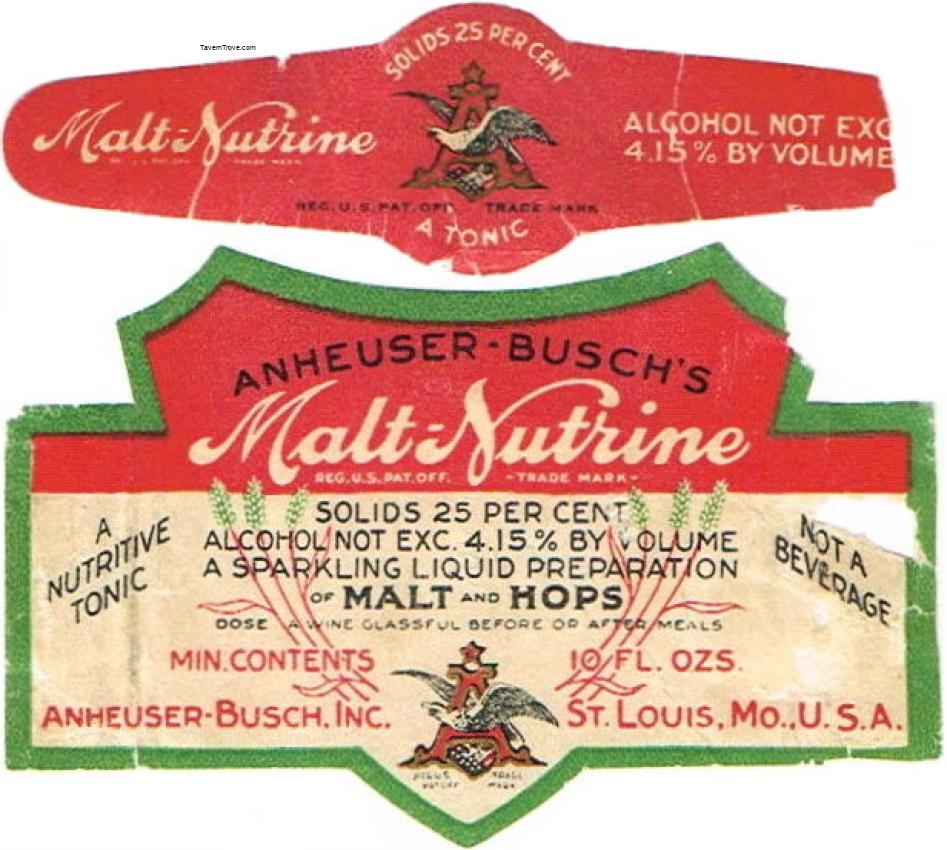 TavernTrove.com
SOLIDS 25 PER CENT
Malt-Nutrine
ALCOHOL NOT EXC
4.15% BY VOLUME
REG. U.S. PAT. OFF. TRADE MARK
A TONIC
ANHEUSER-BUSCH'S
Malt-Nutrine
REG. U.S. PAT. OFF. -TRADE MARK-
SOLIDS 25 PER CENT
ALCOHOL NOT EXC. 4.15% BY VOLUME
A SPARKLING LIQUID PREPARATION
OF MALT AND HOPS
DOSE A WINE GLASSFUL BEFORE OR AFTER MEALS
A
NUTRITIVE
TONIC
NOT A
BEVERAGE
MIN. CONTENTS 10 FL. OZS.
ANHEUSER-BUSCH, INC. ST. LOUIS, MO., U.S.A.
TRADE
MARK